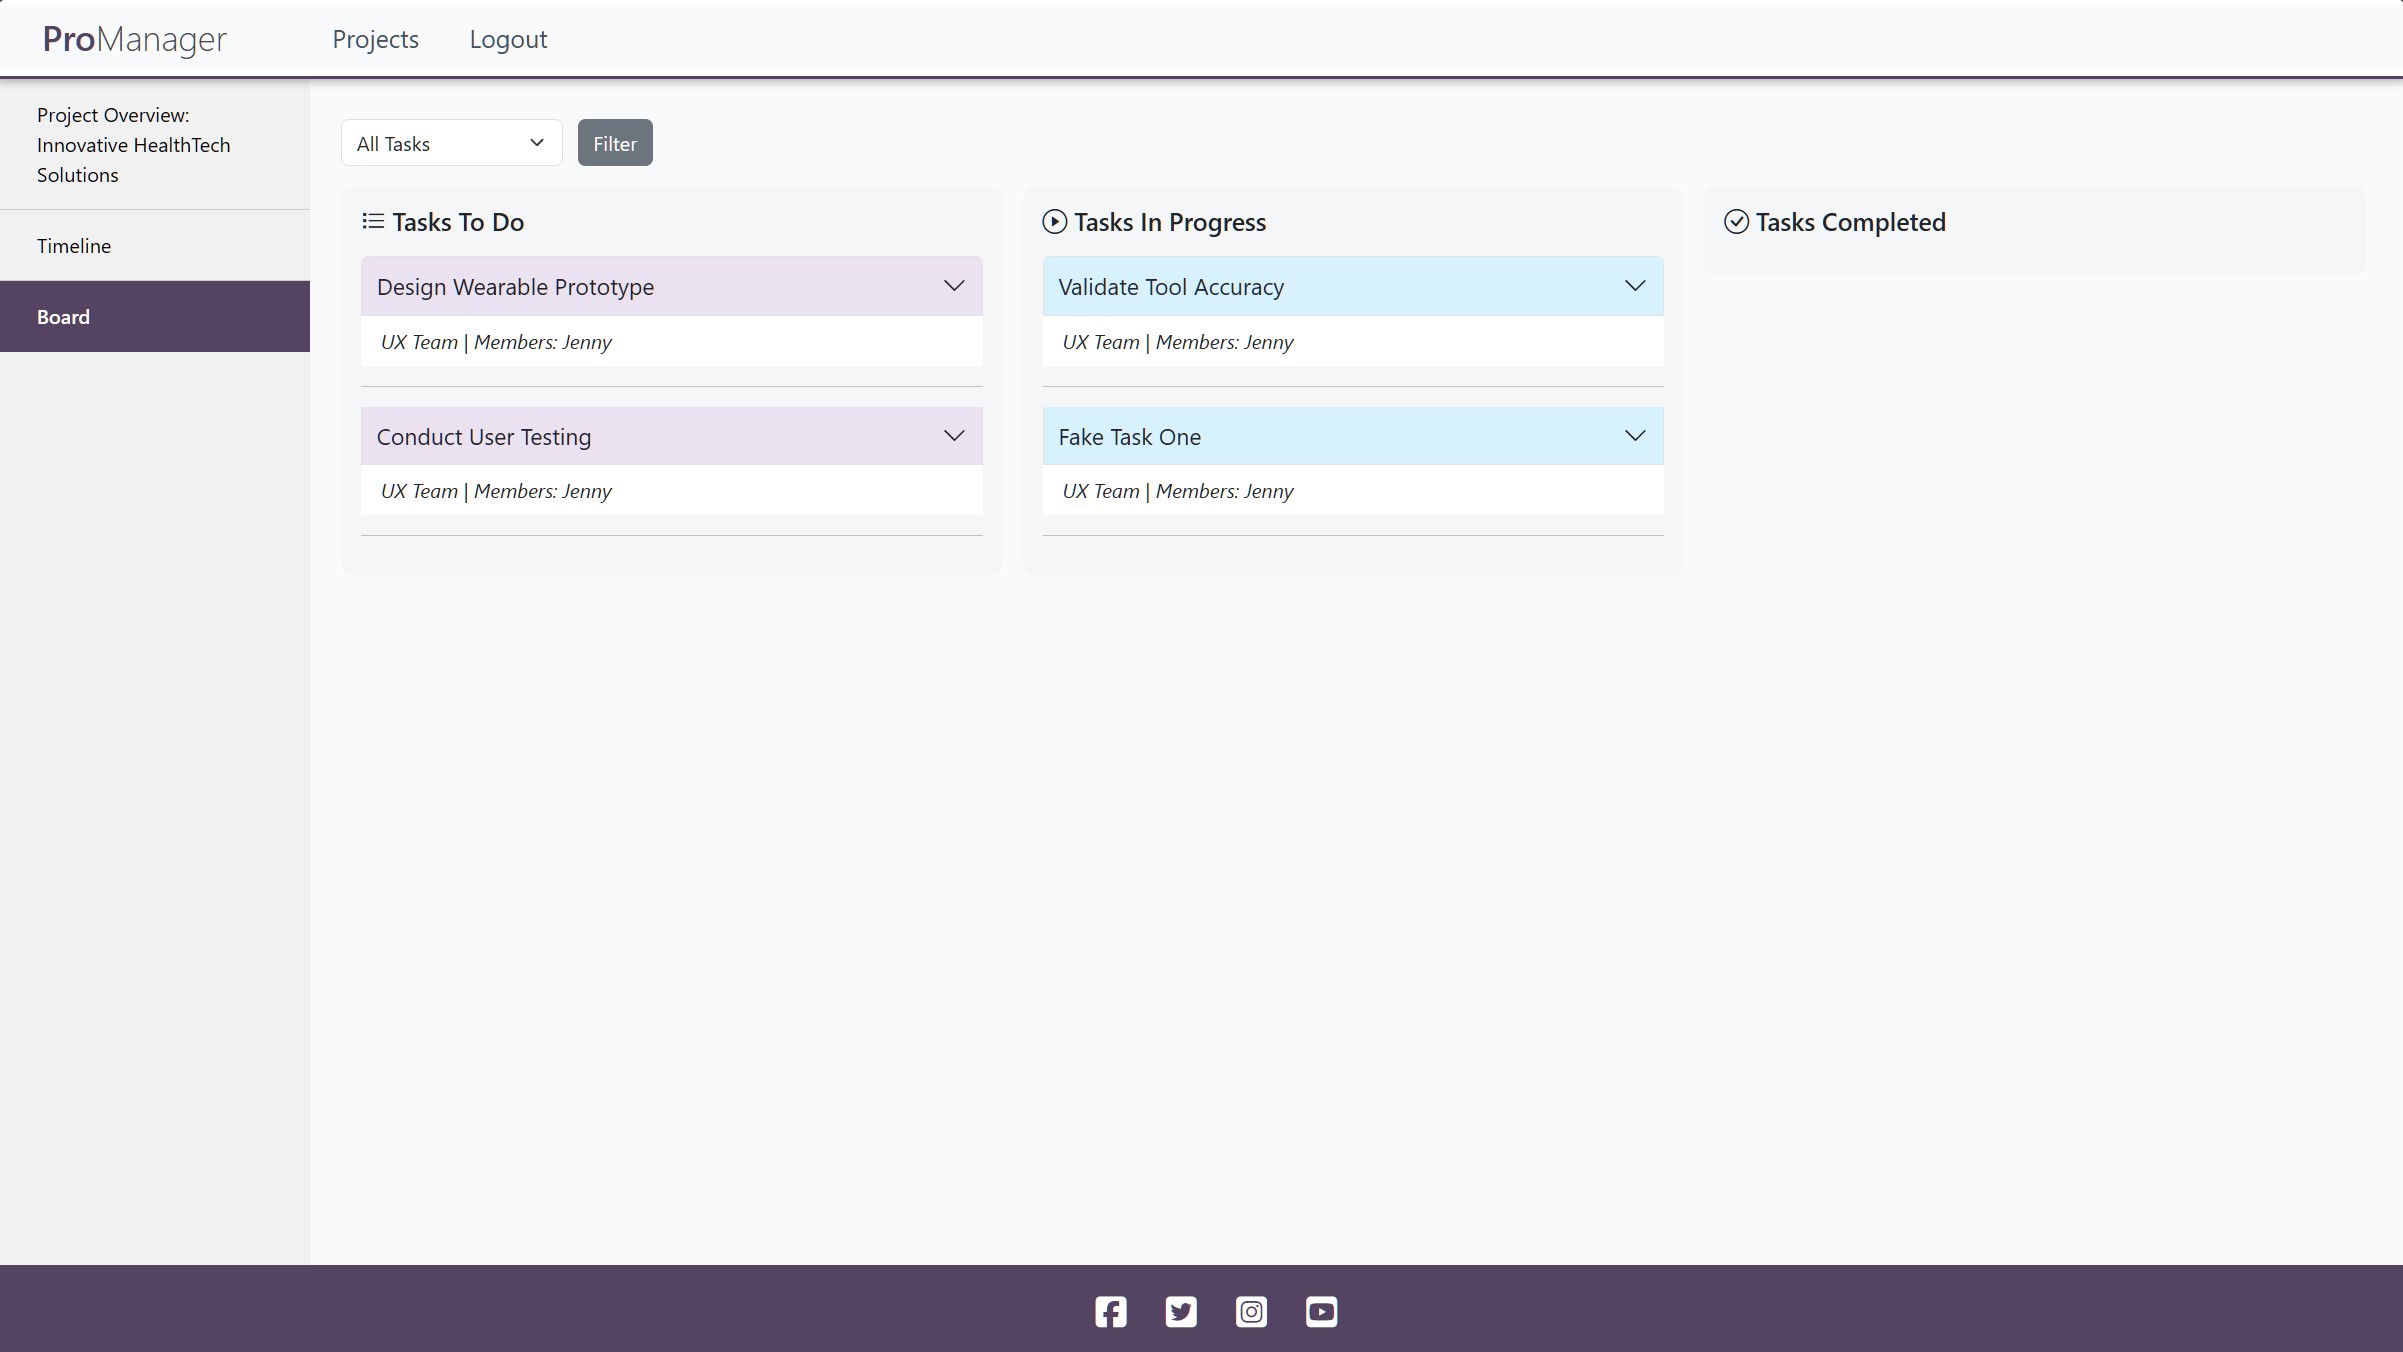 ProManager
Projects
Logout
Project Overview:
Innovative HealthTech
Solutions
Timeline
Board
All Tasks
Filter
Tasks To Do
Design Wearable Prototype
UX Team | Members: Jenny
Conduct User Testing
UX Team | Members: Jenny
Tasks In Progress
Validate Tool Accuracy
UX Team | Members: Jenny
Fake Task One
UX Team | Members: Jenny
Tasks Completed